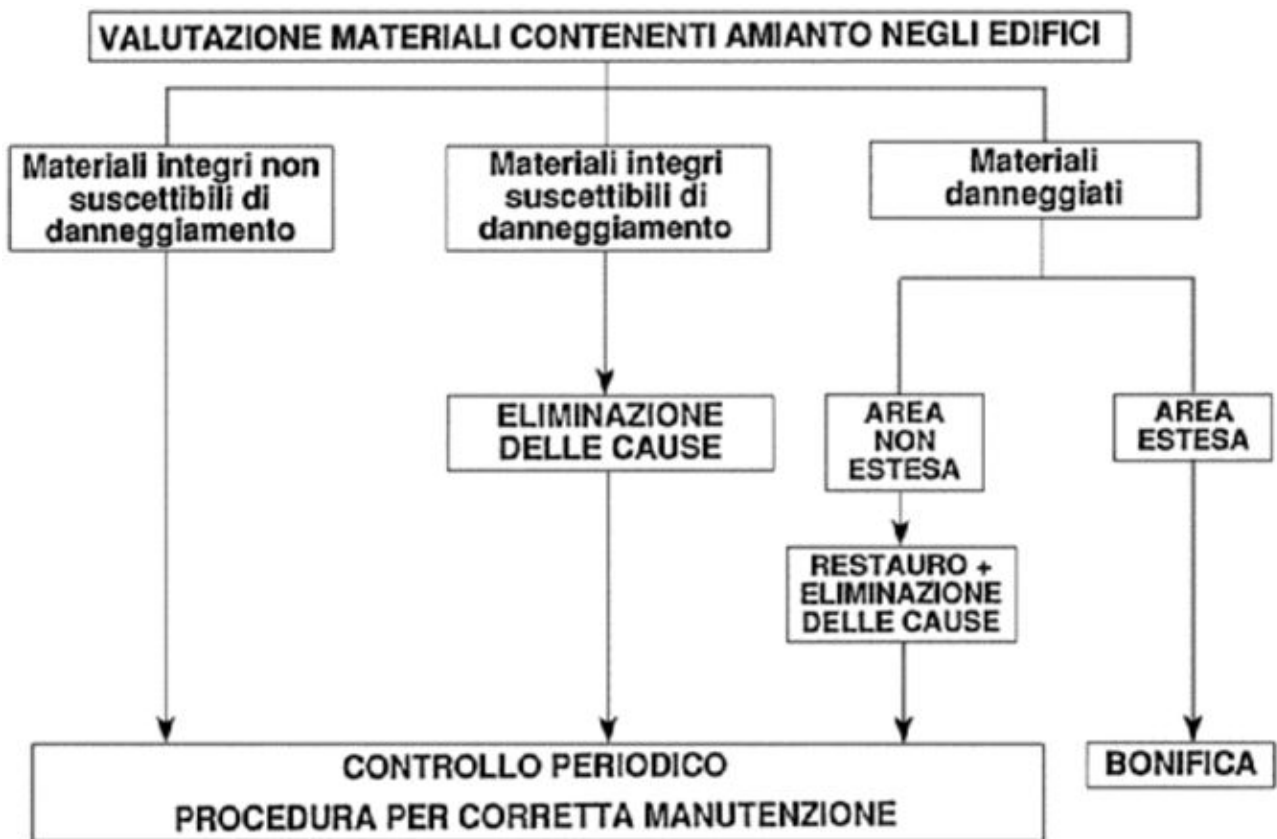 VALUTAZIONE MATERIALI CONTENENTI AMIANTO NEGLI EDIFICI
Materiali integri non
suscettibili di
danneggiamento
Materiali integri
suscettibili di
danneggiamento
Materiali
danneggiati
ELIMINAZIONE
DELLE CAUSE
AREA
NON
ESTESA
AREA
ESTESA
RESTAURO +
ELIMINAZIONE
DELLE CAUSE
CONTROLLO PERIODICO
PROCEDURA PER CORRETTA MANUTENZIONE
BONIFICA